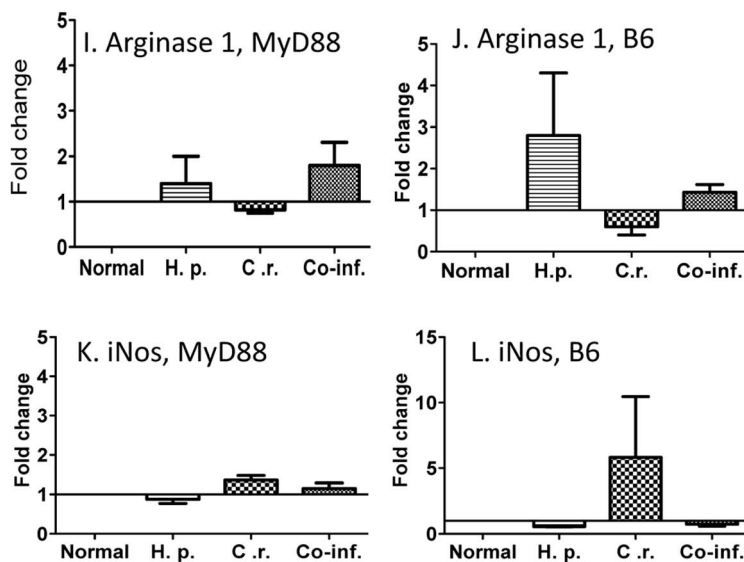 I. Arginase 1, MyD88
Fold change
5
4
3
2
1
0
Normal H. p. C .r. Co-inf.
J. Arginase 1, B6
Fold change
5
4
3
2
1
0
Normal H.p. C.r. Co-inf.
K. iNos, MyD88
Fold change
5
4
3
2
1
0
Normal H. p. C .r. Co-inf.
L. iNos, B6
Fold change
15
10
5
0
Normal H. p. C .r. Co-inf.